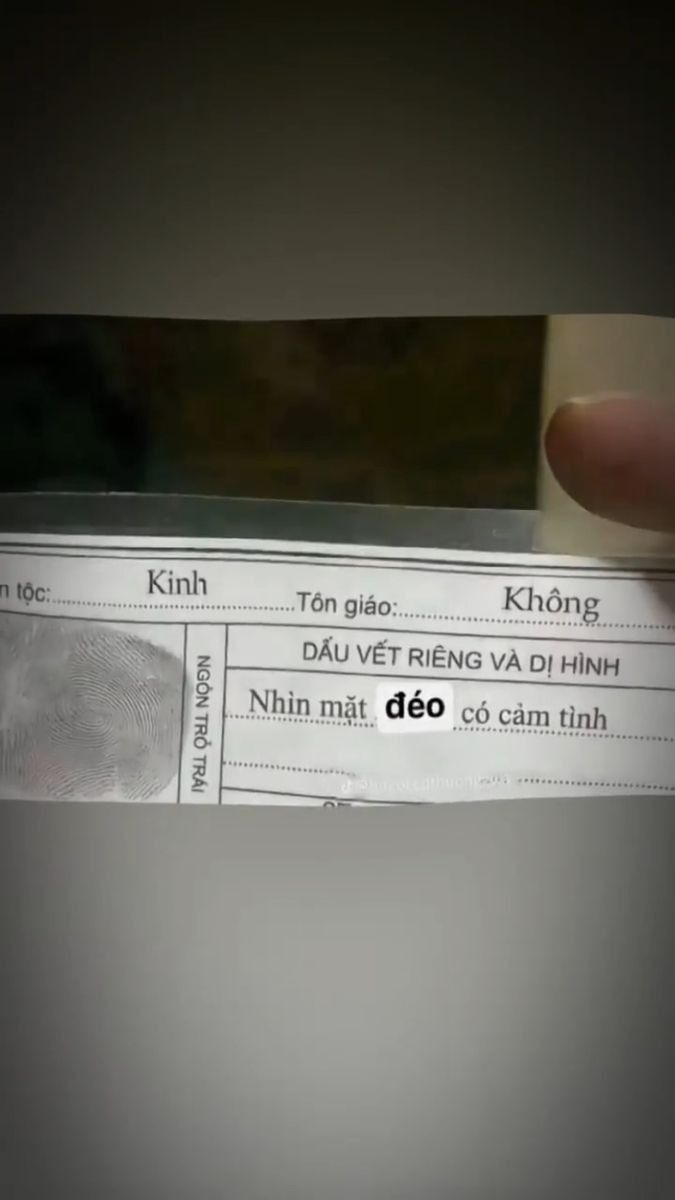 n tộc:.......... Kinh ..........Tôn giáo:.......... Không
DẤU VẾT RIÊNG VÀ DỊ HÌNH
NGÓN TRỎ TRÁI
Nhìn mặt đéo có cảm tình